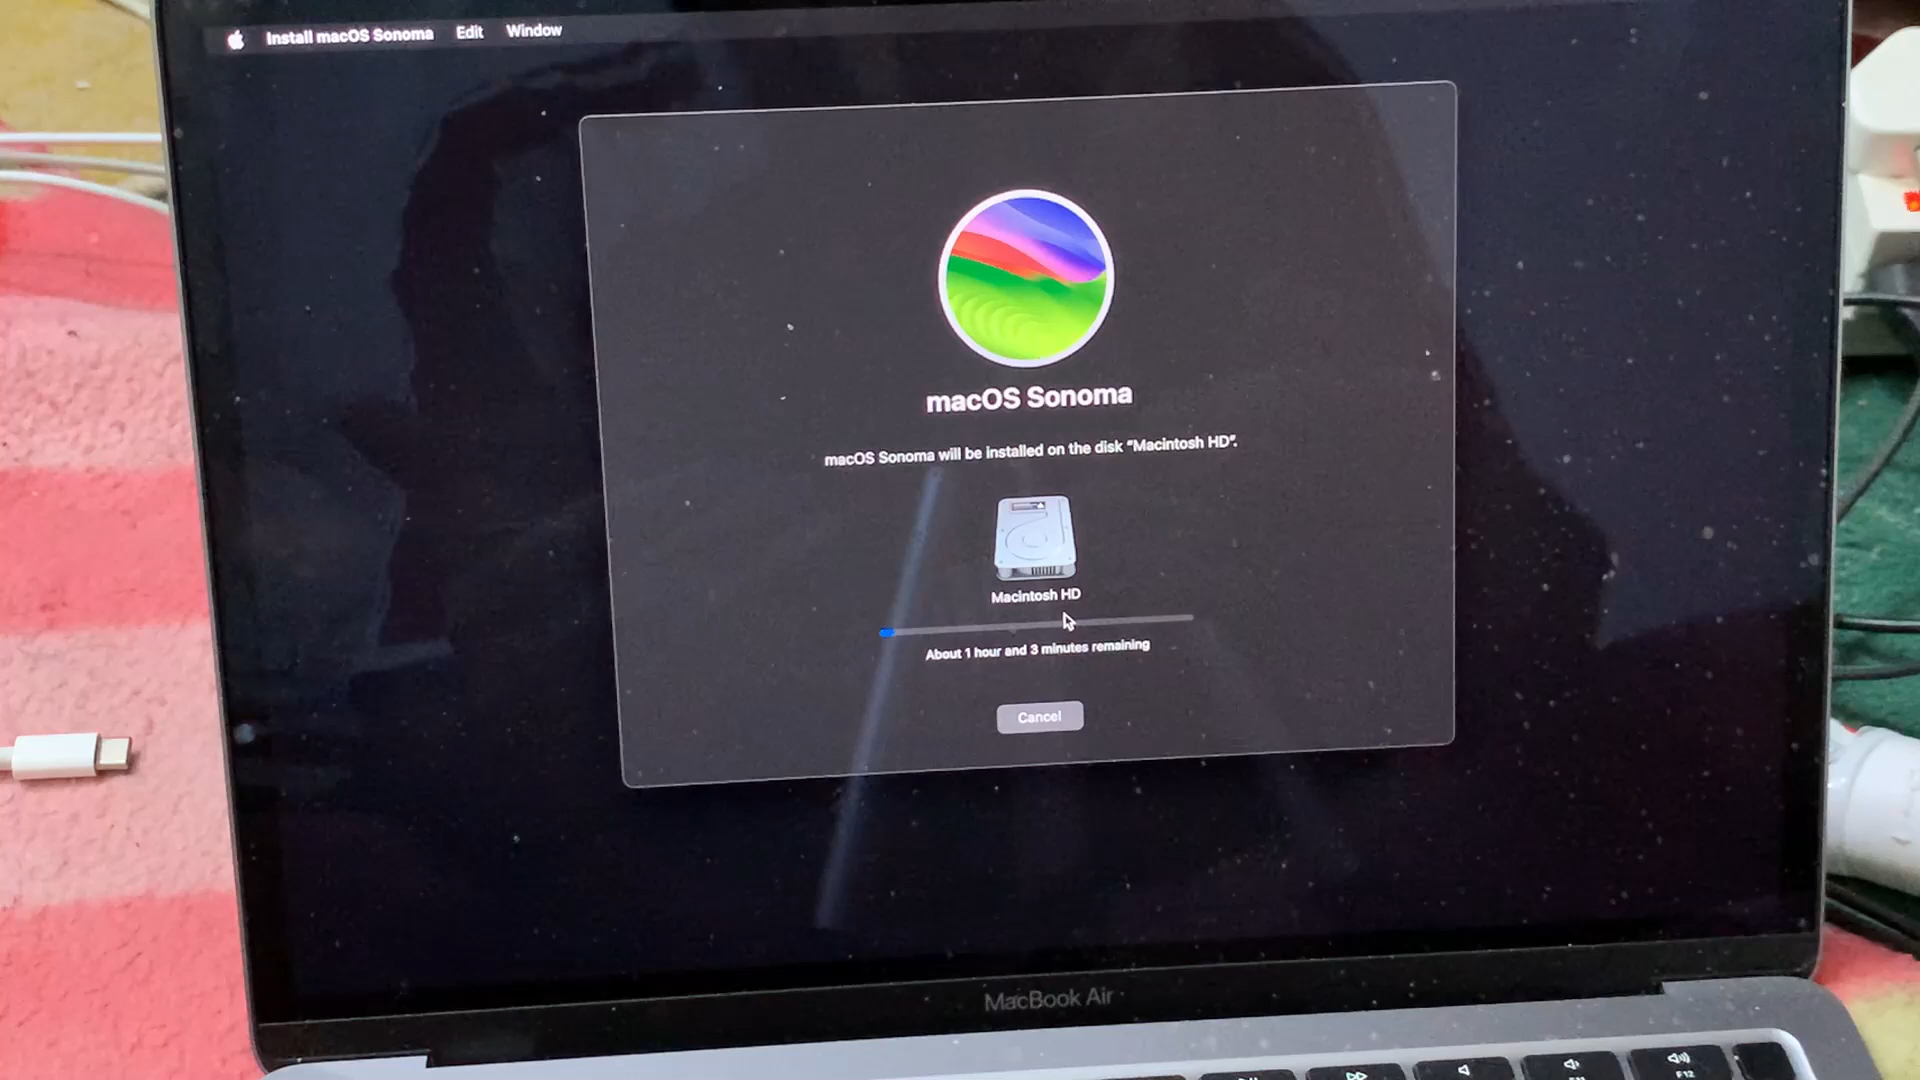 Install macOS Sonoma Edit Window
macOS Sonoma
macOS Sonoma will be installed on the disk “Macintosh HD”.
Macintosh HD
About 1 hour and 3 minutes remaining
Cancel
MacBook Air
F12